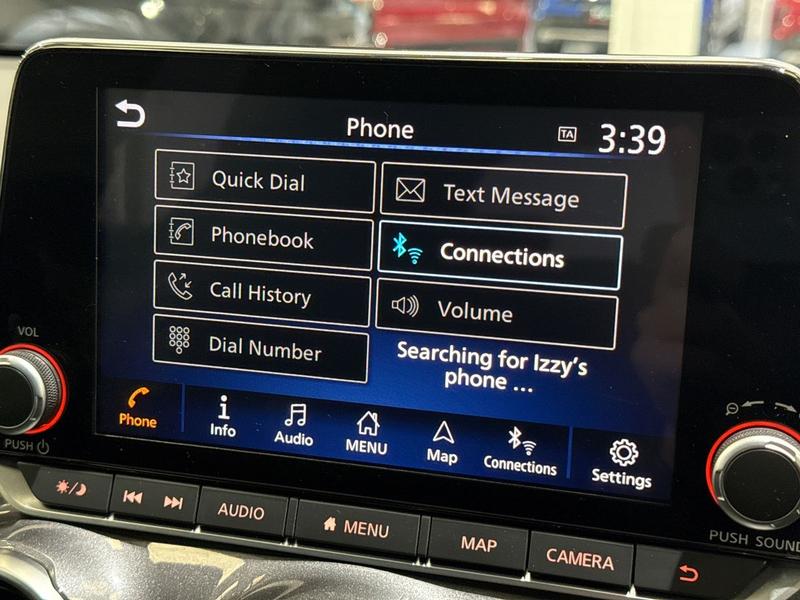 Phone
TA
3:39
Quick Dial
Text Message
Phonebook
Connections
Call History
Volume
Dial Number
Searching for Izzy's
phone ...
VOL
PUSH
Phone
Info
Audio
MENU
Map
Connections
Settings
PUSH SOUND
AUDIO
MENU
MAP
CAMERA